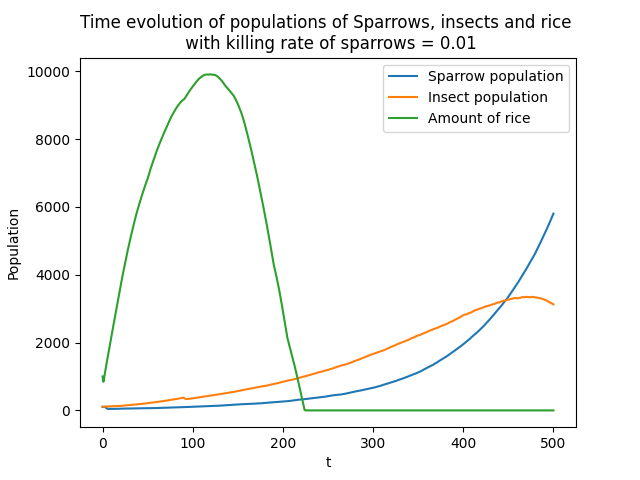 Time evolution of populations of Sparrows, insects and rice
with killing rate of sparrows = 0.01
Sparrow population
Insect population
Amount of rice
10000
8000
6000
4000
2000
0
Population
0 100 200 300 400 500
t